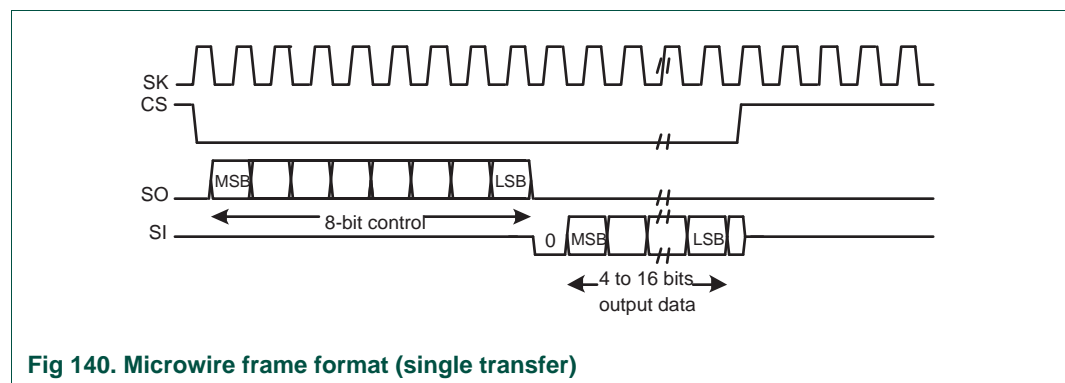 SK
CS
SO
MSB
LSB
8-bit control
SI
0
MSB
LSB
4 to 16 bits
output data
Fig 140. Microwire frame format (single transfer)